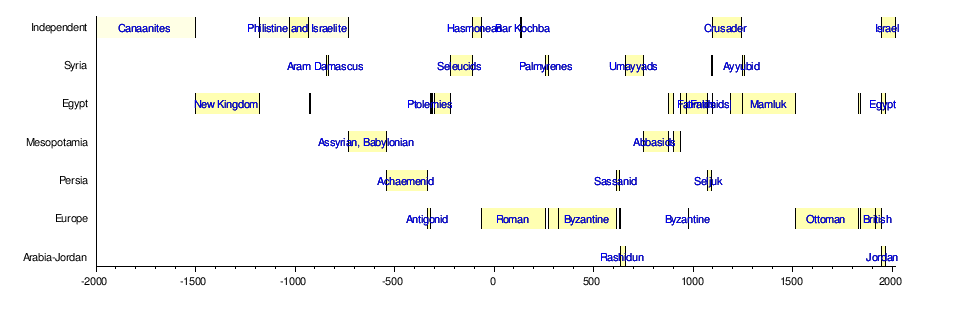 Independent Canaanites Philistine and Israelite Hasmonean Bar Kochba Crusader Israel
Syria Aram Damascus Seleucids Palmyrenes Umayyads Ayyubid
Egypt New Kingdom Ptolemies Mamluk Egypt
Mesopotamia Assyrian, Babylonian Abbasids
Persia Achaemenid Sassanid Seljuk
Europe Antigonid Roman Byzantine Byzantine Ottoman British
Arabia-Jordan Rashidun Jordan
-2000 -1500 -1000 -500 0 500 1000 1500 2000